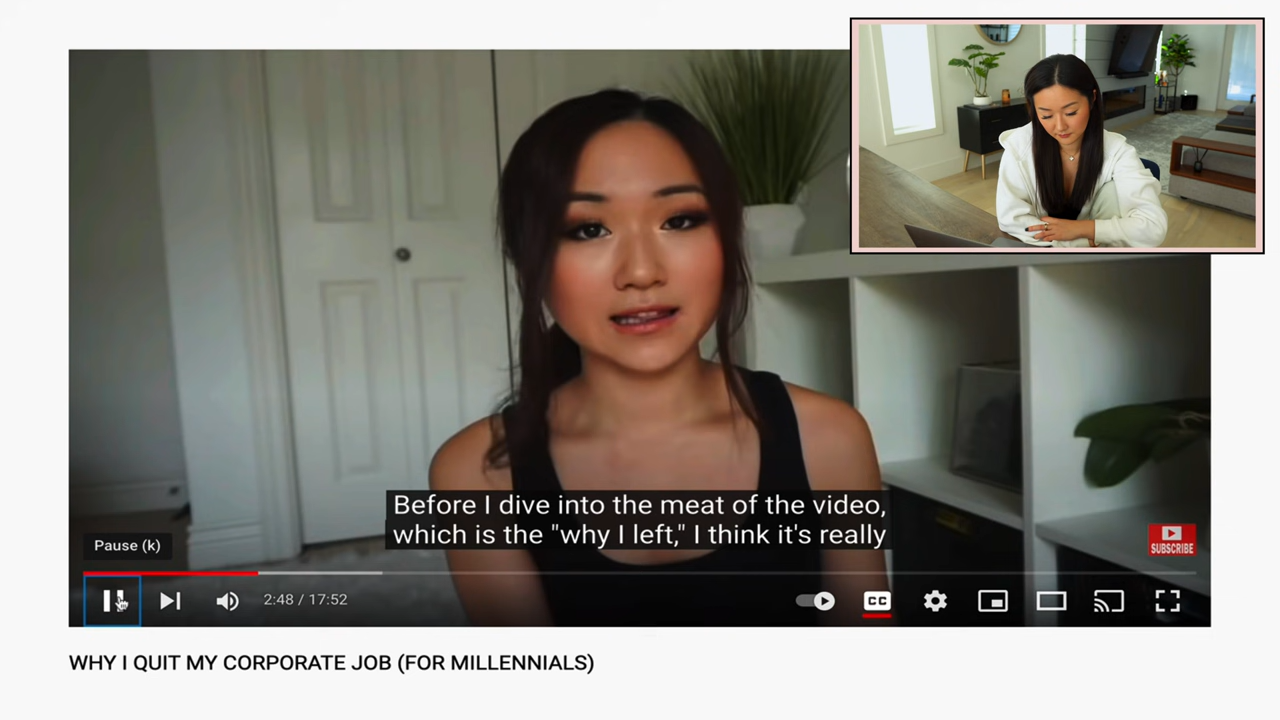 Before I dive into the meat of the video,
which is the "why I left," I think it's really
SUBSCRIBE
Pause (k)
2:48 / 17:52
CC
WHY I QUIT MY CORPORATE JOB (FOR MILLENNIALS)